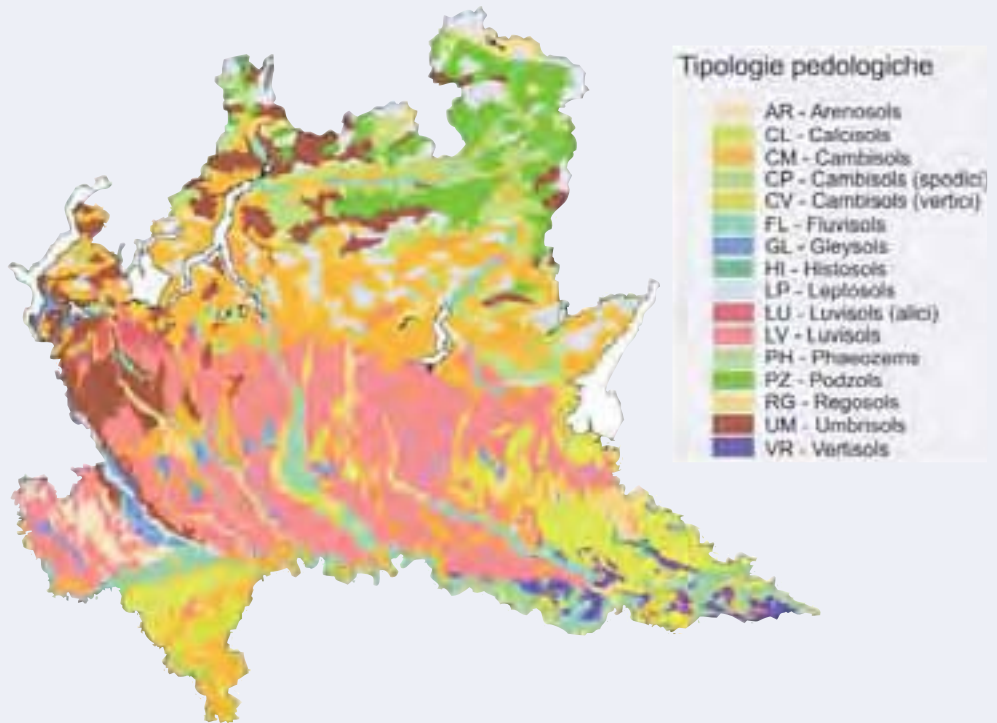 Tipologie pedologiche
AR - Arenosols
CL - Calcisols
CM - Cambisols
CP - Cambisols (spodici)
CV - Cambisols (vertici)
FL - Fluvisols
GL - Gleysols
HI - Histosols
LP - Leptosols
LU - Luvisols (alici)
LV - Luvisols
PH - Phaeozems
PZ - Podzols
RG - Regosols
UM - Umbrisols
VR - Vertisols